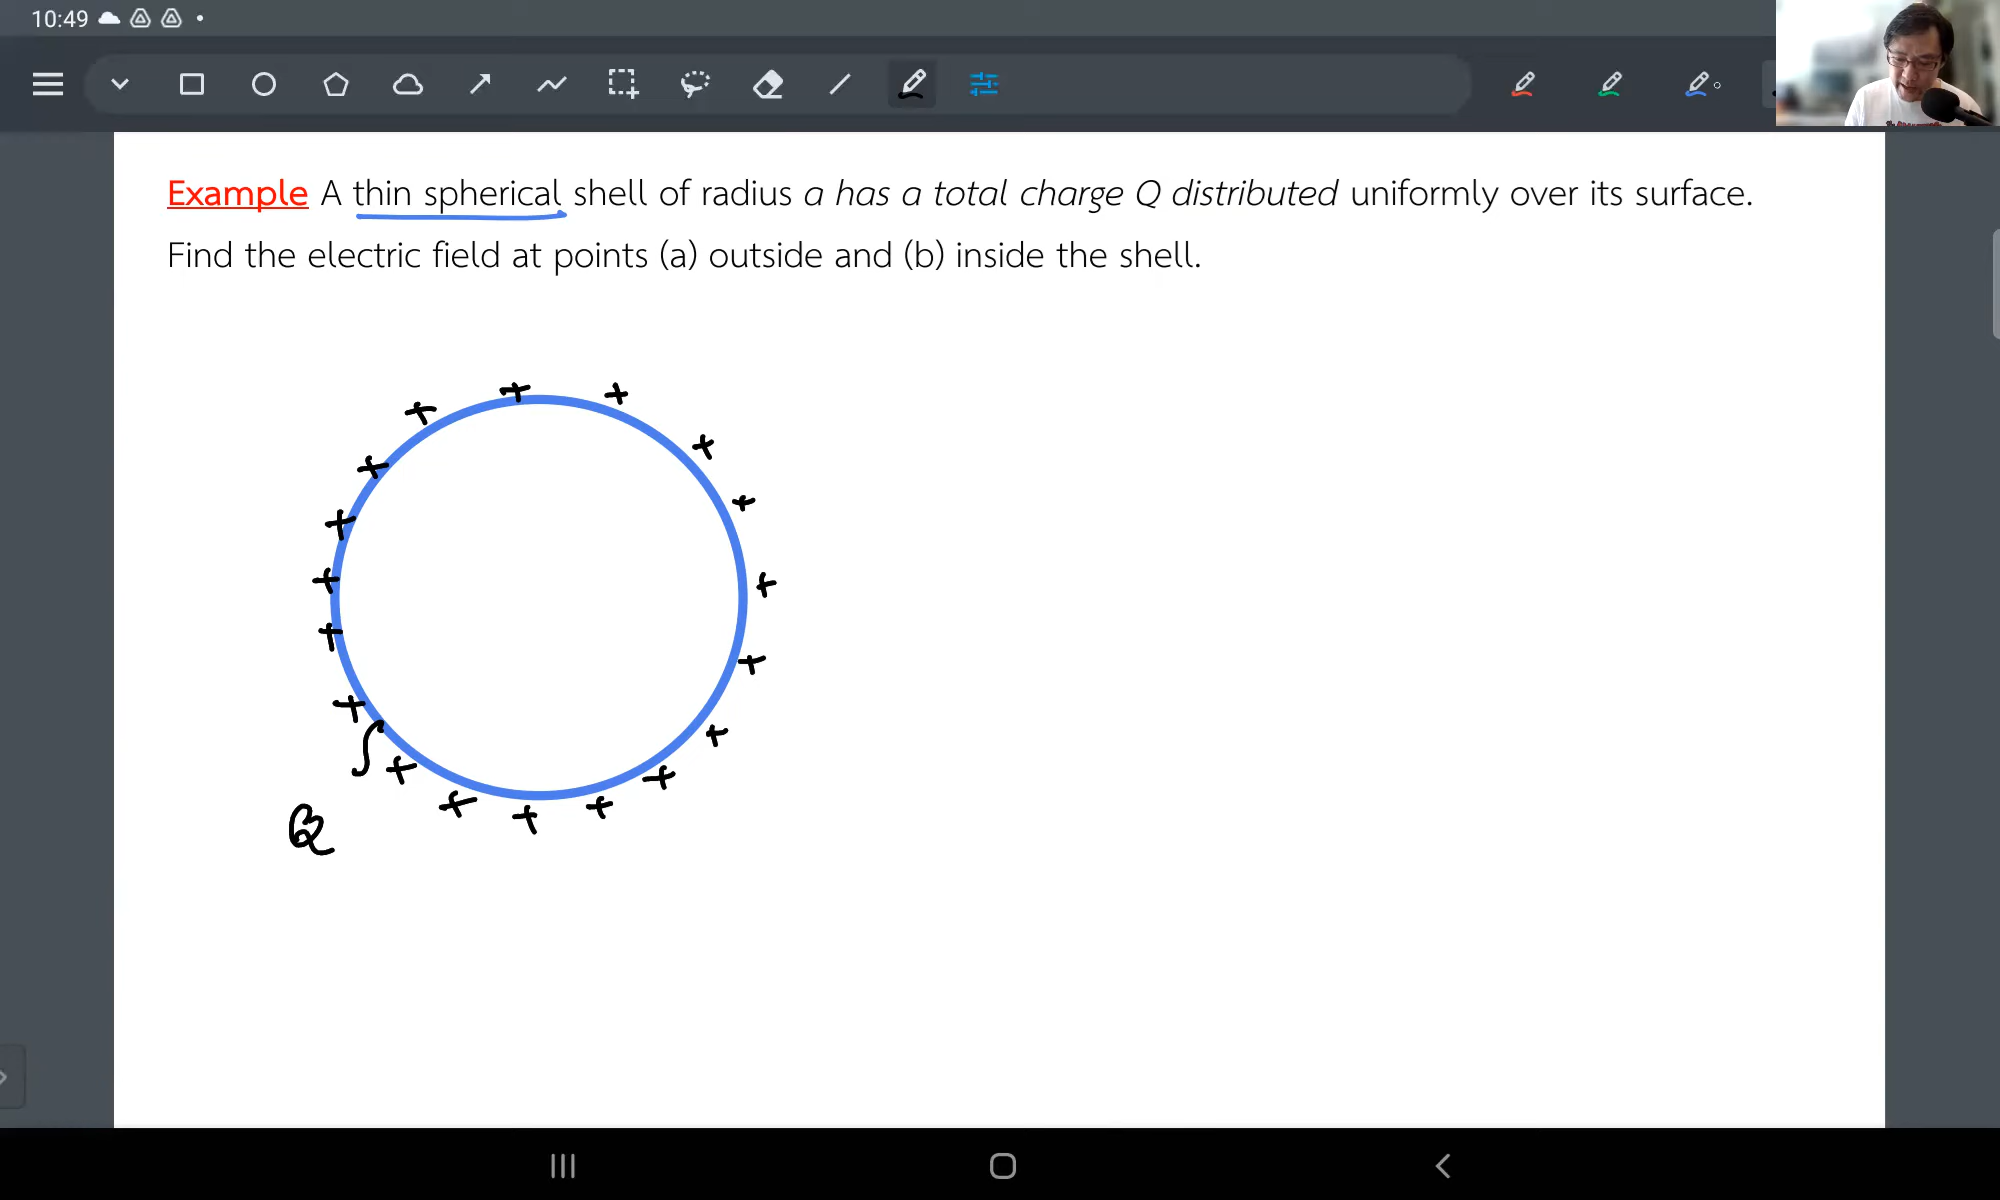 10:49
Example A thin spherical shell of radius a has a total charge Q distributed uniformly over its surface.
Find the electric field at points (a) outside and (b) inside the shell.
+ + +
+ +
+ +
+
+ +
+ +
+ +
+ +
+ + +
Q